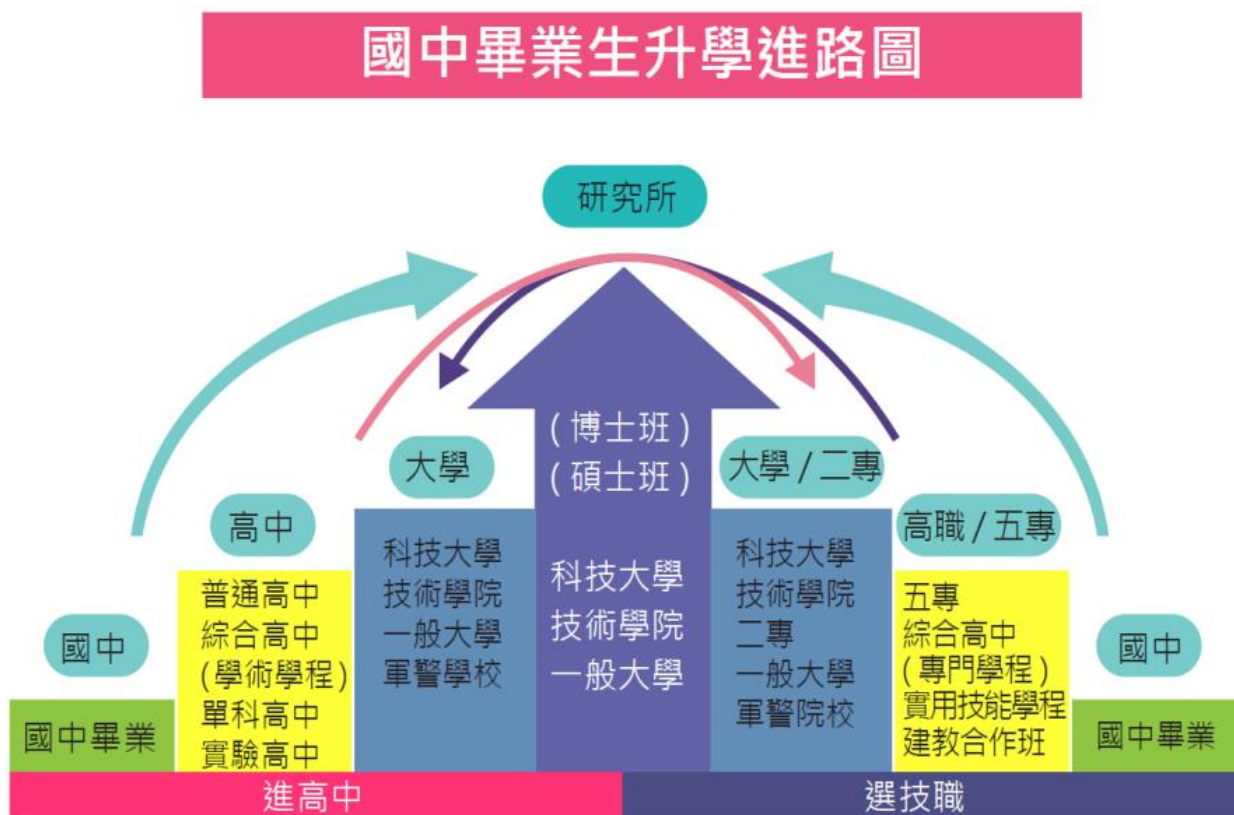 國中畢業生升學進路圖
研究所
國中
國中畢業
高中
普通高中
綜合高中
(學術學程)
單科高中
實驗高中
大學
科技大學
技術學院
一般大學
軍警學校
(博士班)
(碩士班)
科技大學
技術學院
一般大學
大學/二專
科技大學
技術學院
二專
一般大學
軍警院校
高職/五專
五專
綜合高中
(專門學程)
實用技能學程
建教合作班
國中
國中畢業
進高中
選技職